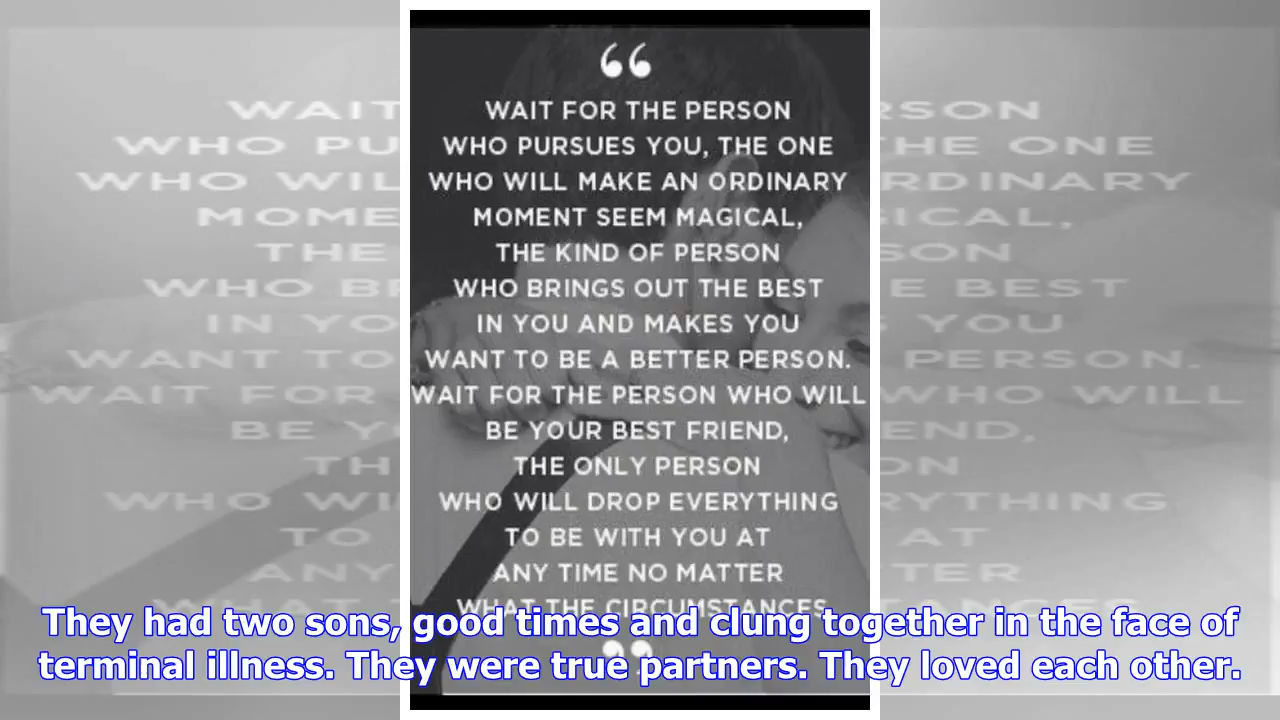 WAIT FOR THE PERSON
WHO PURSUES YOU, THE ONE
WHO WILL MAKE AN ORDINARY
MOMENT SEEM MAGICAL,
THE KIND OF PERSON
WHO BRINGS OUT THE BEST
IN YOU AND MAKES YOU
WANT TO BE A BETTER PERSON.
WAIT FOR THE PERSON WHO WILL
BE YOUR BEST FRIEND,
THE ONLY PERSON
WHO WILL DROP EVERYTHING
TO BE WITH YOU AT
ANY TIME NO MATTER
WHAT THE CIRCUMSTANCES
They had two sons, good times and clung together in the face of
terminal illness. They were true partners. They loved each other.